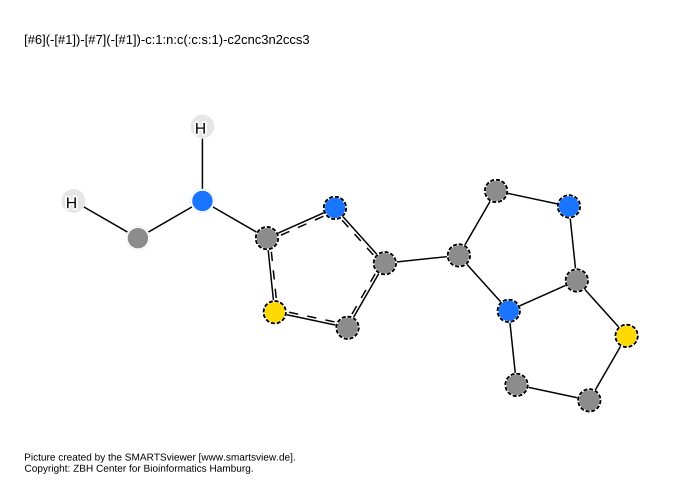 [#6](-[#1])-[#7](-[#1])-c:1:n:c(:c:s:1)-c2cnc3n2ccs3
H
H
Picture created by the SMARTSviewer [www.smartsview.de].
Copyright: ZBH Center for Bioinformatics Hamburg.